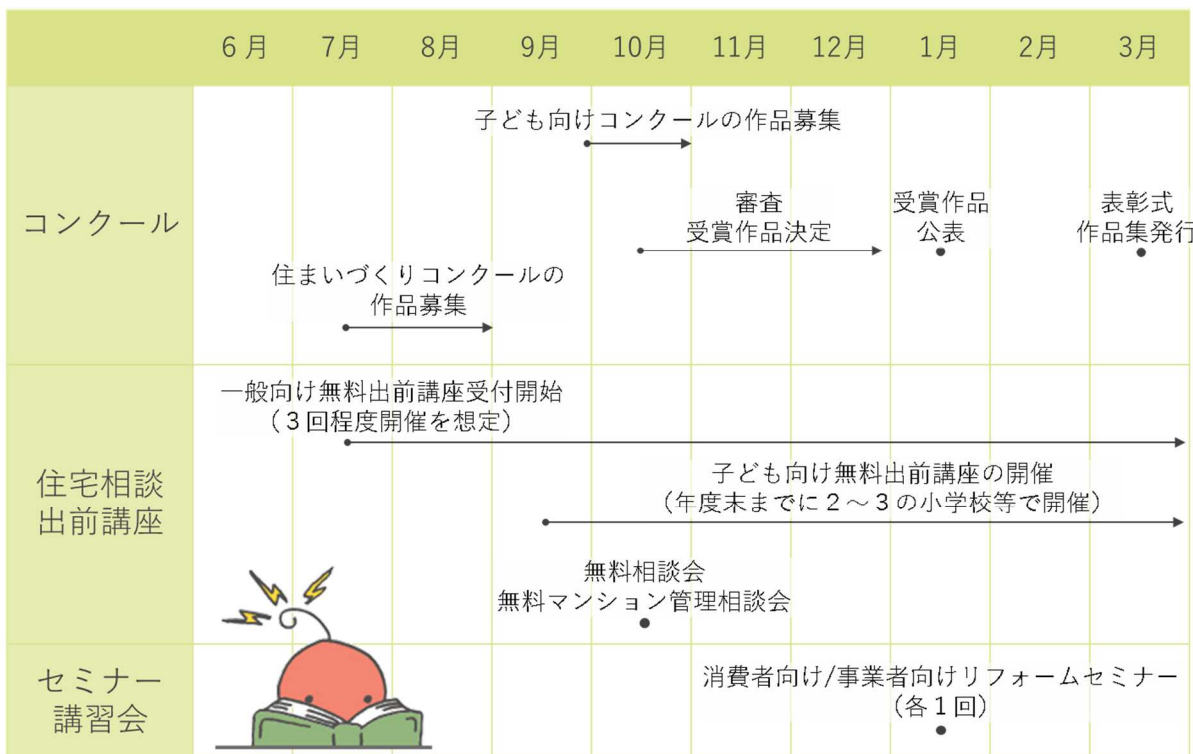 6月 7月 8月 9月 10月 11月 12月 1月 2月 3月
コンクール
子ども向けコンクールの作品募集
審査
受賞作品決定
受賞作品
公表
表彰式
作品集発行
住まいづくりコンクールの
作品募集
住宅相談
出前講座
一般向け無料出前講座受付開始
(3回程度開催を想定)
子ども向け無料出前講座の開催
(年度末までに2～3の小学校等で開催)
無料相談会
無料マンション管理相談会
セミナー
講習会
消費者向け/事業者向けリフォームセミナー
(各1回)